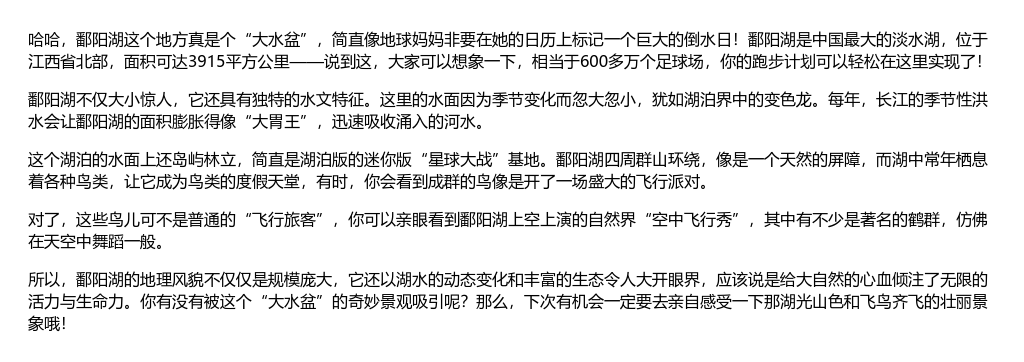 哈哈，鄱阳湖这个地方真是个“大水盆”，简直像地球妈妈非要在她的日历上标记一个巨大的倒水日！鄱阳湖是中国最大的淡水湖，位于
江西省北部，面积可达3915平方公里——说到这，大家可以想象一下，相当于600多万个足球场，你的跑步计划可以轻松在这里实现了！
鄱阳湖不仅大小惊人，它还具有独特的水文特征。这里的水面因为季节变化而忽大忽小，犹如湖泊界中的变色龙。每年，长江的季节性洪
水会让鄱阳湖的面积膨胀得像“大胃王”，迅速吸收涌入的河水。
这个湖泊的水面上还岛屿林立，简直是湖泊版的迷你版“星球大战”基地。鄱阳湖四周群山环绕，像是一个天然的屏障，而湖中常年栖息
着各种鸟类，让它成为鸟类的度假天堂，有时，你会看到成群的鸟像是开了一场盛大的飞行派对。
对了，这些鸟儿可不是普通的“飞行旅客”，你可以亲眼看到鄱阳湖上空上演的自然界“空中飞行秀”，其中有不少是著名的鹤群，仿佛
在天空中舞蹈一般。
所以，鄱阳湖的地理风貌不仅仅是规模庞大，它还以湖水的动态变化和丰富的生态令人大开眼界，应该说是给大自然的心血倾注了无限的
活力与生命力。你有没有被这个“大水盆”的奇妙景观吸引呢？那么，下次有机会一定要去亲自感受一下那湖光山色和飞鸟齐飞的壮丽景
象哦！